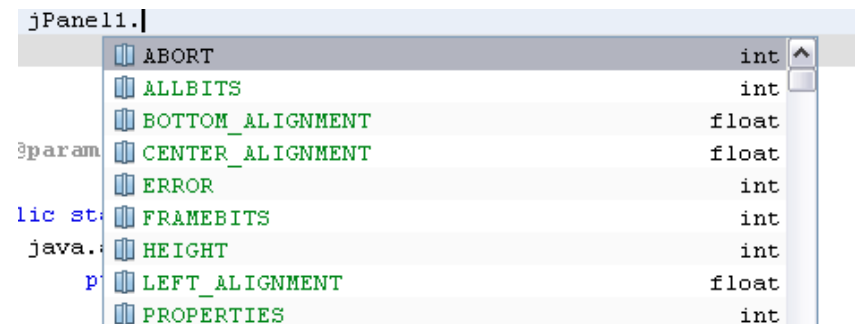 jPanel1.
ABORT int
ALLBITS int
BOTTOM_ALIGNMENT float
@param CENTER_ALIGNMENT float
ERROR int
lic sta FRAMEBITS int
java.a HEIGHT int
p LEFT_ALIGNMENT float
PROPERTIES int